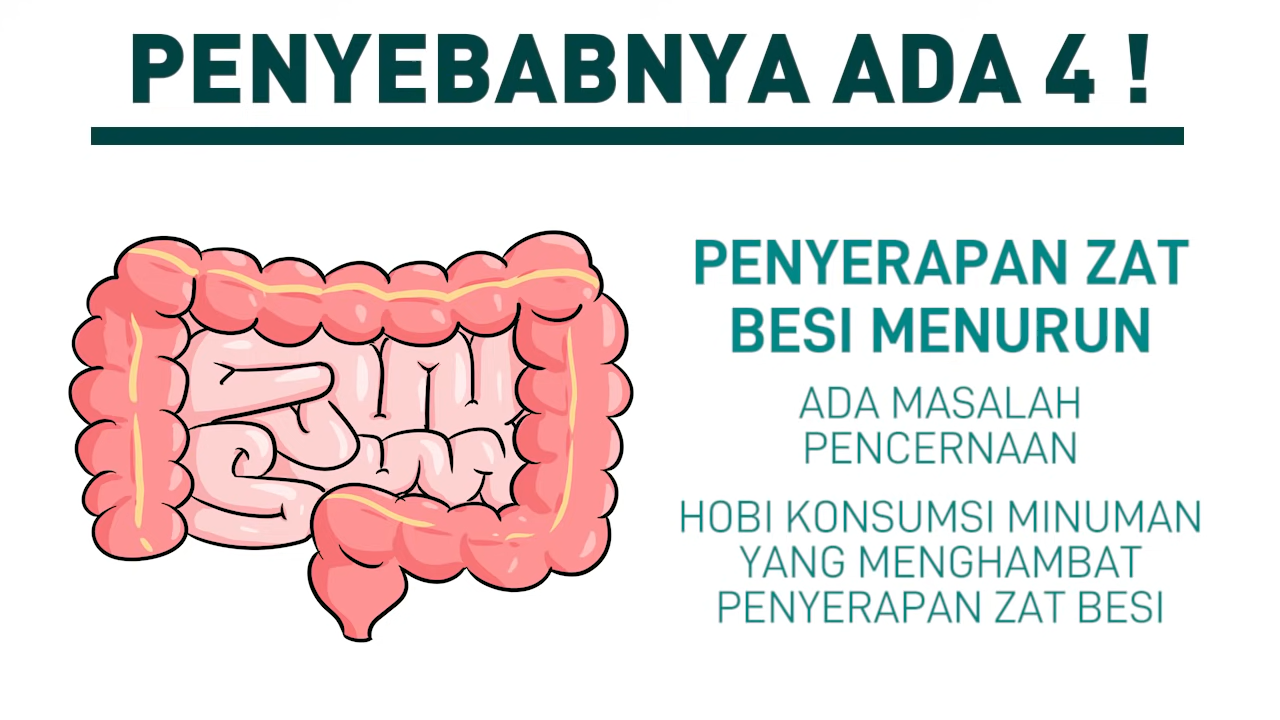 PENYEBABNYA ADA 4 !
PENYERAPAN ZAT
BESI MENURUN
ADA MASALAH
PENCERNAAN
HOBI KONSUMSI MINUMAN
YANG MENGHAMBAT
PENYERAPAN ZAT BESI